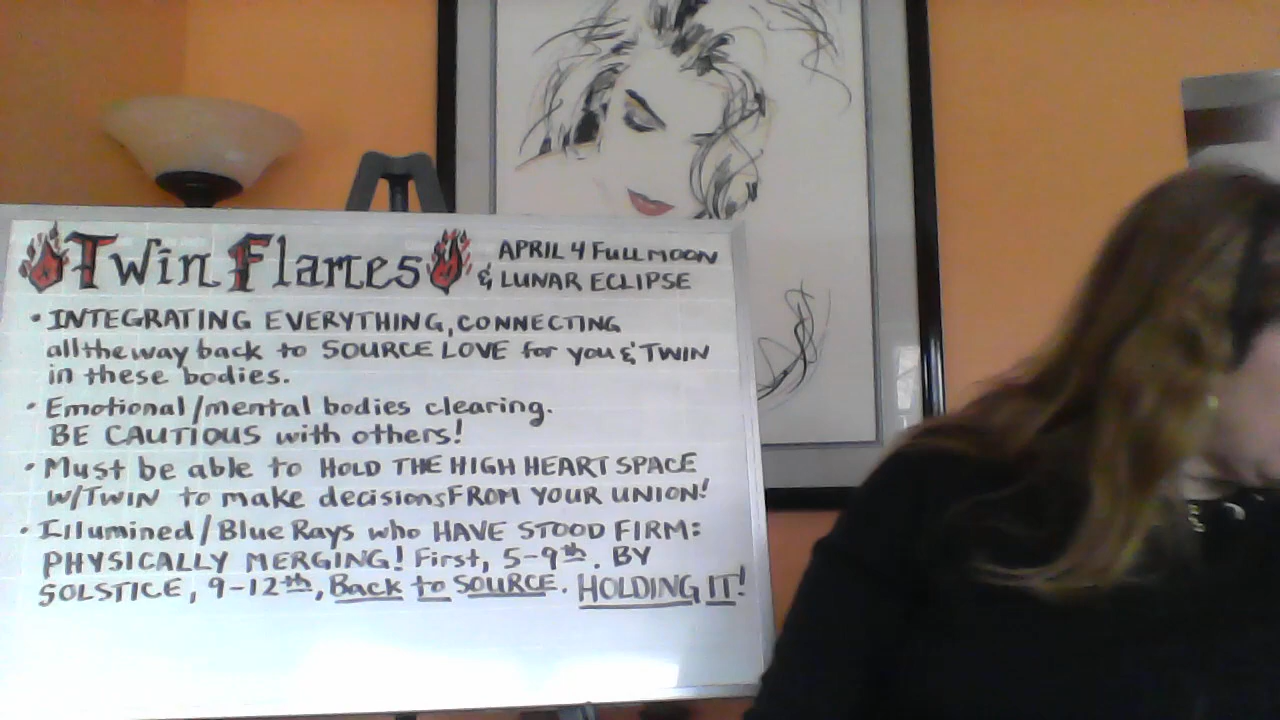 Twin Flames
APRIL 4 FULL MOON
& LUNAR ECLIPSE
• INTEGRATING EVERYTHING, CONNECTING
all the way back to SOURCE LOVE for you & TWIN
in these bodies.
• Emotional/mental bodies clearing.
BE CAUTIOUS with others!
• Must be able to HOLD THE HIGH HEART SPACE
W/TWIN to make decisions FROM YOUR UNION!
• Illumined/Blue Rays who HAVE STOOD FIRM:
PHYSICALLY MERGING! First, 5-9th. BY
SOLSTICE, 9-12th, Back to SOURCE. HOLDING IT!